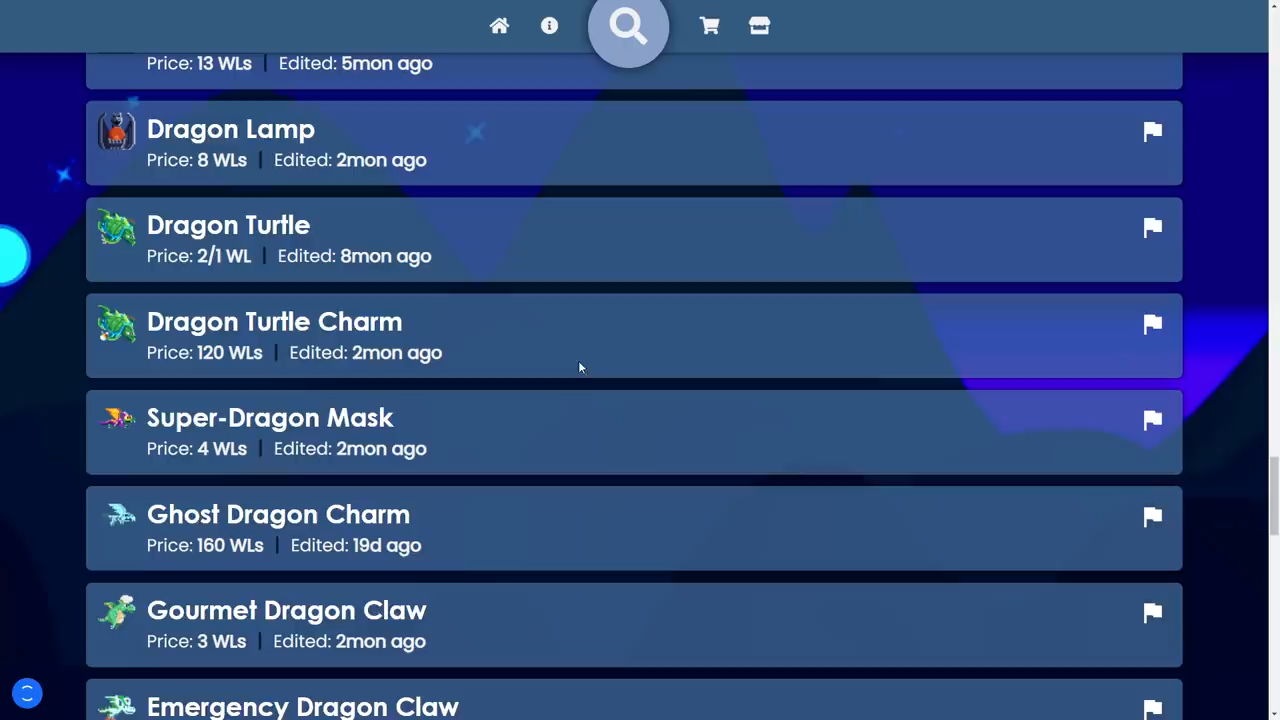 Price: 13 WLs | Edited: 5mon ago
Dragon Lamp
Price: 8 WLs | Edited: 2mon ago
Dragon Turtle
Price: 2/1 WL | Edited: 8mon ago
Dragon Turtle Charm
Price: 120 WLs | Edited: 2mon ago
Super-Dragon Mask
Price: 4 WLs | Edited: 2mon ago
Ghost Dragon Charm
Price: 160 WLs | Edited: 19d ago
Gourmet Dragon Claw
Price: 3 WLs | Edited: 2mon ago
Emergency Dragon Claw